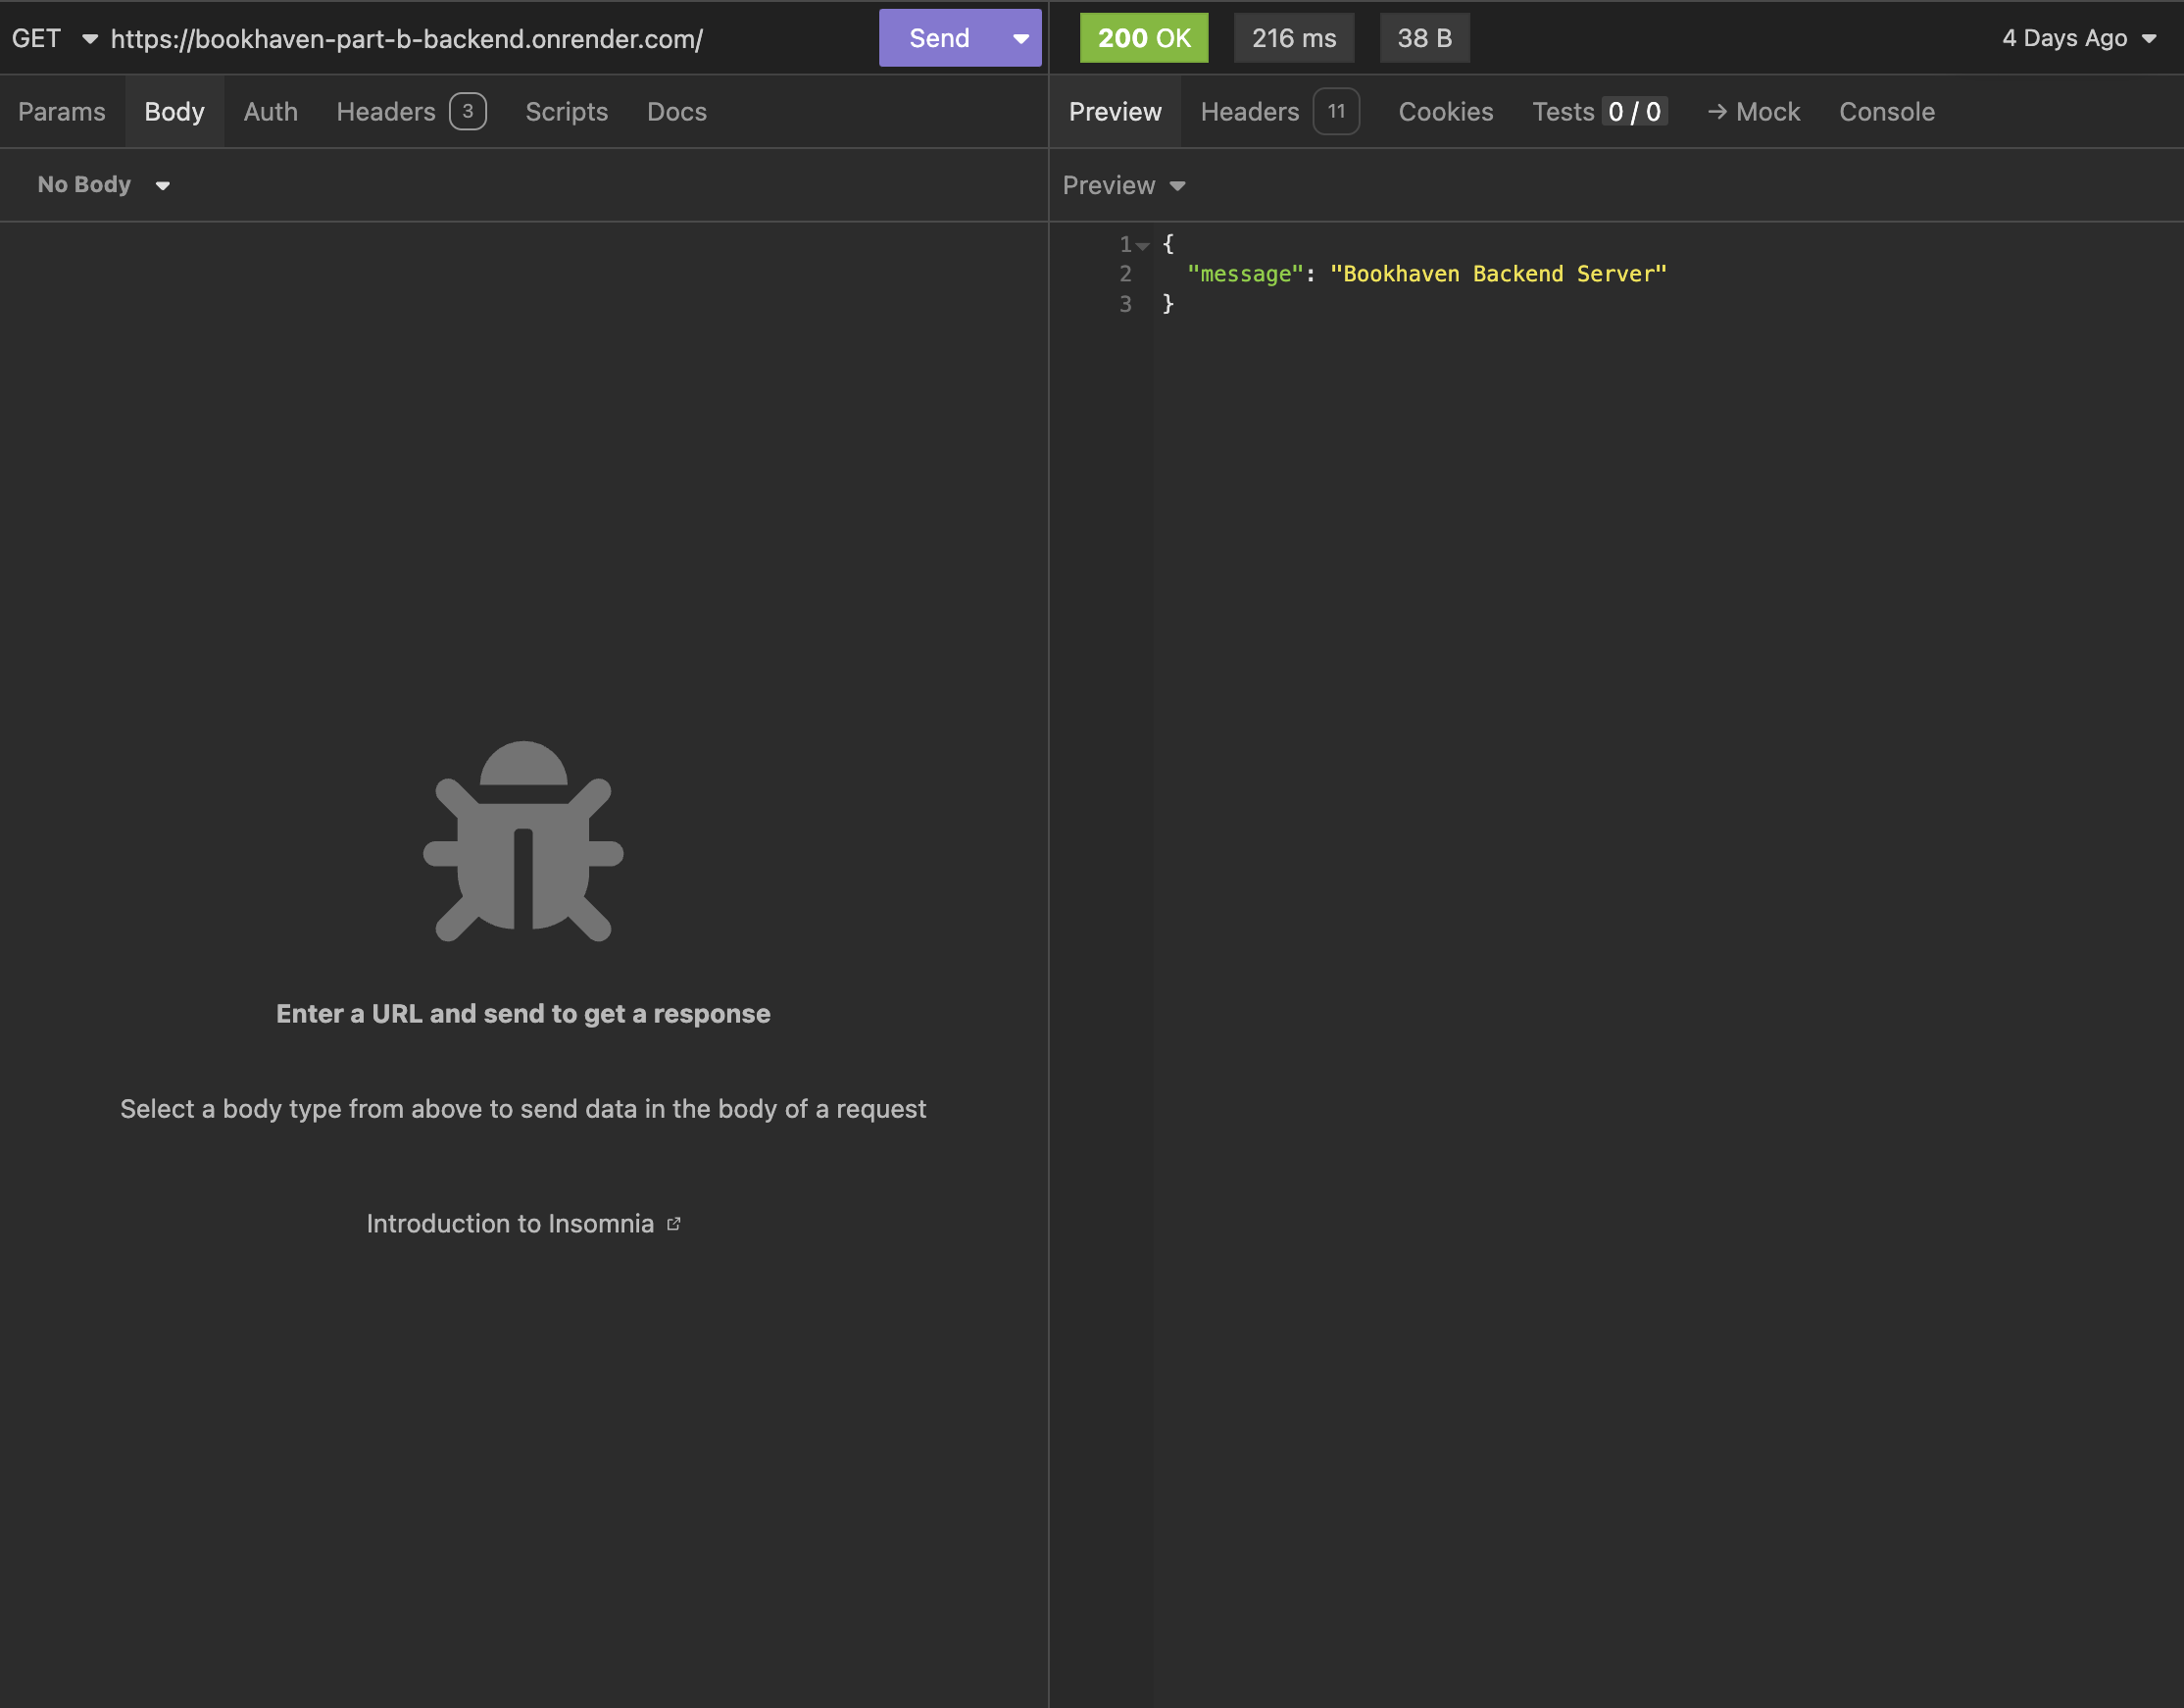 GET https://bookhaven-part-b-backend.onrender.com/ Send
200 OK 216 ms 38 B 4 Days Ago
Params Body Auth Headers 3 Scripts Docs
Preview Headers 11 Cookies Tests 0 / 0 → Mock Console
No Body
Preview
1 {
2 "message": "Bookhaven Backend Server"
3 }
Enter a URL and send to get a response
Select a body type from above to send data in the body of a request
Introduction to Insomnia